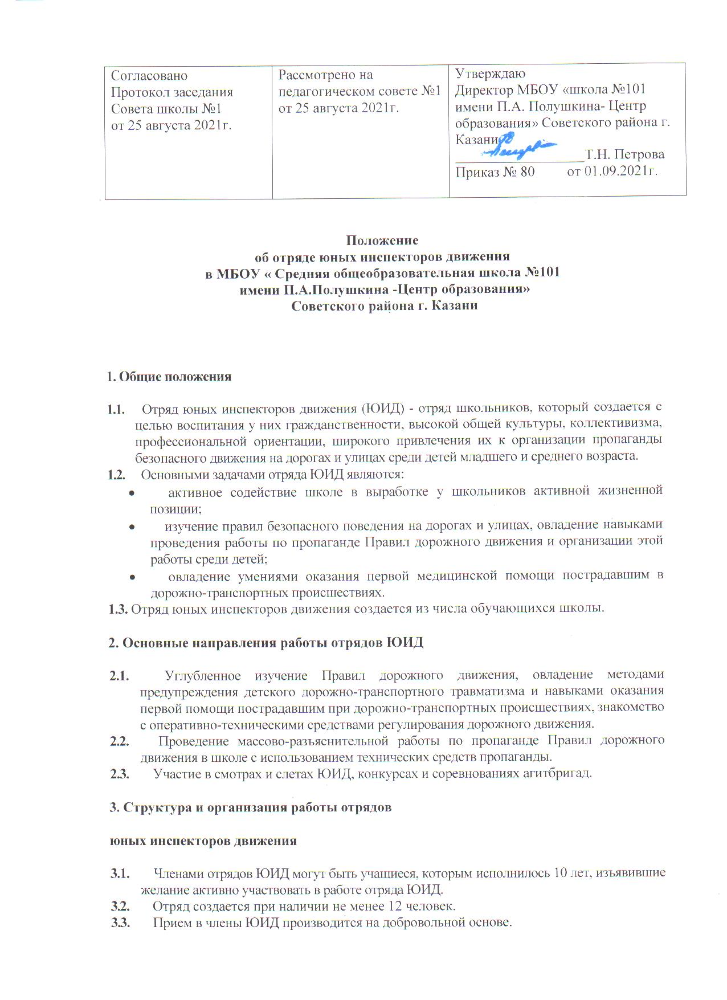 Согласовано
Протокол заседания
Совета школы №1
от 25 августа 2021г.
Рассмотрено на
педагогическом совете №1
от 25 августа 2021г.
Утверждаю
Директор МБОУ «школа №101
имени П.А. Полушкина- Центр
образования» Советского района г.
Казани
__________________Т.Н. Петрова
Приказ № 80 от 01.09.2021г.
Положение
об отряде юных инспекторов движения
в МБОУ « Средняя общеобразовательная школа №101
имени П.А.Полушкина -Центр образования»
Советского района г. Казани
1. Общие положения
1.1. Отряд юных инспекторов движения (ЮИД) - отряд школьников, который создается с
целью воспитания у них гражданственности, высокой общей культуры, коллективизма,
профессиональной ориентации, широкого привлечения их к организации пропаганды
безопасного движения на дорогах и улицах среди детей младшего и среднего возраста.
1.2. Основными задачами отряда ЮИД являются:
• активное содействие школе в выработке у школьников активной жизненной
позиции;
• изучение правил безопасного поведения на дорогах и улицах, овладение навыками
проведения работы по пропаганде Правил дорожного движения и организации этой
работы среди детей;
• овладение умениями оказания первой медицинской помощи пострадавшим в
дорожно-транспортных происшествиях.
1.3. Отряд юных инспекторов движения создается из числа обучающихся школы.
2. Основные направления работы отрядов ЮИД
2.1. Углубленное изучение Правил дорожного движения, овладение методами
предупреждения детского дорожно-транспортного травматизма и навыками оказания
первой помощи пострадавшим при дорожно-транспортных происшествиях, знакомство
с оперативно-техническими средствами регулирования дорожного движения.
2.2. Проведение массово-разъяснительной работы по пропаганде Правил дорожного
движения в школе с использованием технических средств пропаганды.
2.3. Участие в смотрах и слетах ЮИД, конкурсах и соревнованиях агитбригад.
3. Структура и организация работы отрядов
юных инспекторов движения
3.1. Членами отрядов ЮИД могут быть учащиеся, которым исполнилось 10 лет, изъявившие
желание активно участвовать в работе отряда ЮИД.
3.2. Отряд создается при наличии не менее 12 человек.
3.3. Прием в члены ЮИД производится на добровольной основе.